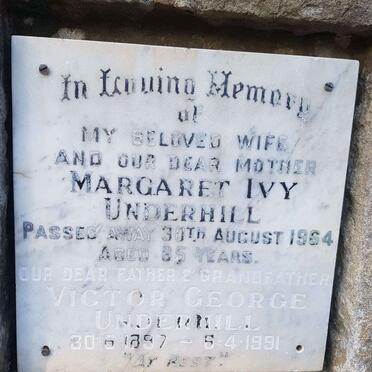 In Loving Memory
of
MY BELOVED WIFE
AND OUR DEAR MOTHER
MARGARET IVY
UNDERHILL
PASSED AWAY 30TH AUGUST 1964
AGED 65 YEARS.
OUR DEAR FATHER & GRANDFATHER
VICTOR GEORGE
UNDERHILL
30-6-1897 - 6-4-1991
"AT REST"